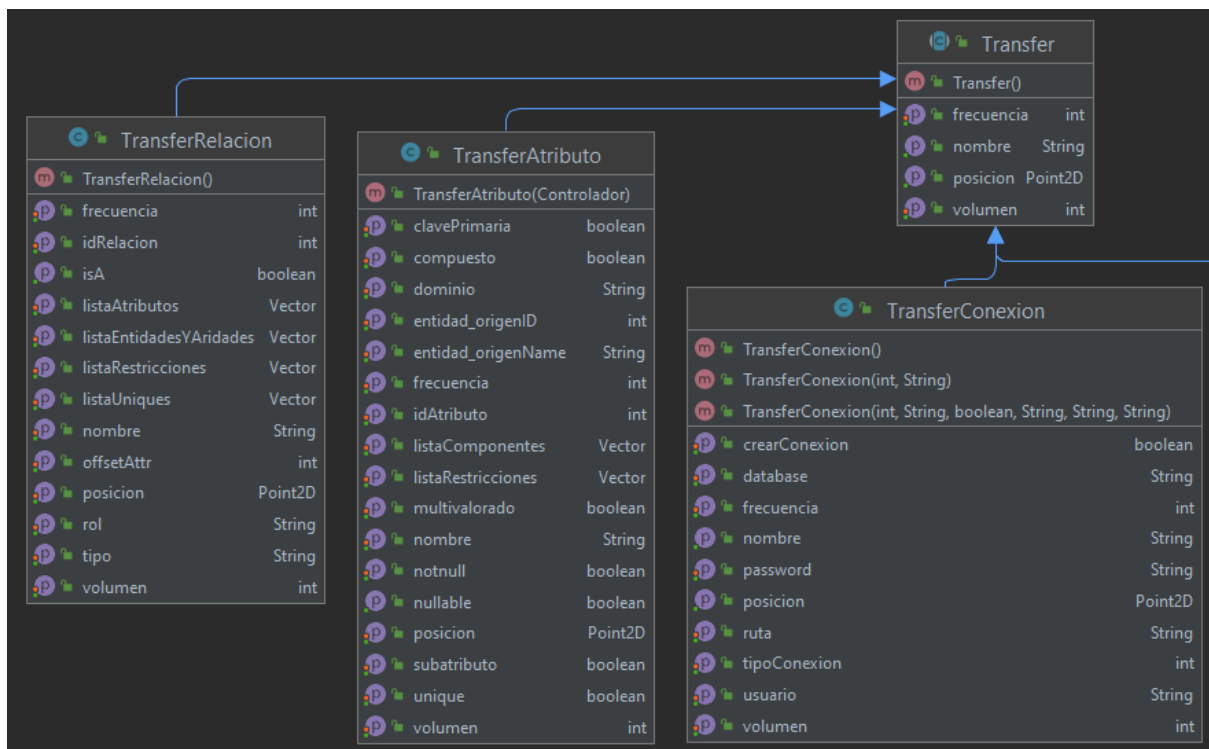 Transfer
Transfer()
frecuencia int
nombre String
posicion Point2D
volumen int
TransferRelacion
TransferRelacion()
frecuencia int
idRelacion int
isA boolean
listaAtributos Vector
listaEntidadesYAridades Vector
listaRestricciones Vector
listaUniques Vector
nombre String
offsetAttr int
posicion Point2D
rol String
tipo String
volumen int
TransferAtributo
TransferAtributo(Controlador)
clavePrimaria boolean
compuesto boolean
dominio String
entidad_origenID int
entidad_origenName String
frecuencia int
idAtributo int
listaComponentes Vector
listaRestricciones Vector
multivalorado boolean
nombre String
notnull boolean
nullable boolean
posicion Point2D
subatributo boolean
unique boolean
volumen int
TransferConexion
TransferConexion()
TransferConexion(int, String)
TransferConexion(int, String, boolean, String, String, String)
crearConexion boolean
database String
frecuencia int
nombre String
password String
posicion Point2D
ruta String
tipoConexion int
usuario String
volumen int